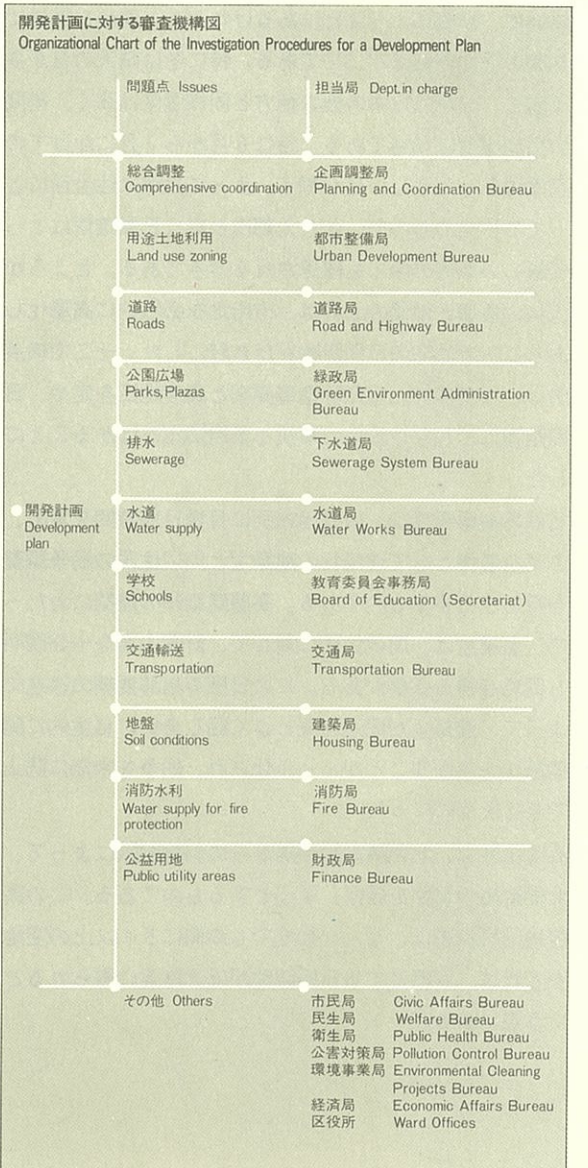 開発計画に対する審査機構図
Organizational Chart of the Investigation Procedures for a Development Plan
問題点 Issues
担当局 Dept.in charge
総合調整
Comprehensive coordination
企画調整局
Planning and Coordination Bureau
用途土地利用
Land use zoning
都市整備局
Urban Development Bureau
道路
Roads
道路局
Road and Highway Bureau
公園広場
Parks,Plazas
緑政局
Green Environment Administration
Bureau
排水
Sewerage
下水道局
Sewerage System Bureau
開発計画
Development
plan
水道
Water supply
水道局
Water Works Bureau
学校
Schools
教育委員会事務局
Board of Education (Secretariat)
交通輸送
Transportation
交通局
Transportation Bureau
地盤
Soil conditions
建築局
Housing Bureau
消防水利
Water supply for fire
protection
消防局
Fire Bureau
公益用地
Public utility areas
財政局
Finance Bureau
その他 Others
市民局 Civic Affairs Bureau
民生局 Welfare Bureau
衛生局 Public Health Bureau
公害対策局 Pollution Control Bureau
環境事業局 Environmental Cleaning
Projects Bureau
経済局 Economic Affairs Bureau
区役所 Ward Offices